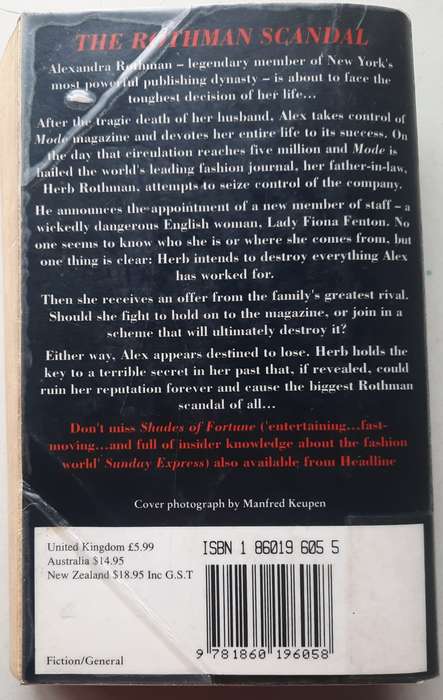 THE ROTHMAN SCANDAL
Alexandra Rothman – legendary member of New York's
most powerful publishing dynasty – is about to face the
toughest decision of her life...
After the tragic death of her husband, Alex takes control of
Mode magazine and devotes her entire life to its success. On
the day that circulation reaches five million and Mode is
hailed the world's leading fashion journal, her father-in-law,
Herb Rothman, attempts to seize control of the company.
He announces the appointment of a new member of staff – a
wickedly dangerous English woman, Lady Fiona Fenton. No
one seems to know who she is or where she comes from, but
one thing is clear: Herb intends to destroy everything Alex
has worked for.
Then she receives an offer from the family's greatest rival.
Should she fight to hold on to the magazine, or join in a
scheme that will ultimately destroy it?
Either way, Alex appears destined to lose. Herb holds the
key to a terrible secret in her past that, if revealed, could
ruin her reputation forever and cause the biggest Rothman
scandal of all...
Don't miss Shades of Fortune ('entertaining...fast-
moving...and full of insider knowledge about the fashion
world' Sunday Express) also available from Headline
Cover photograph by Manfred Keupen
United Kingdom £5.99
Australia $14.95
New Zealand $18.95 Inc G.S.T
ISBN 1 86019 605 5
9 781860 196058
Fiction/General